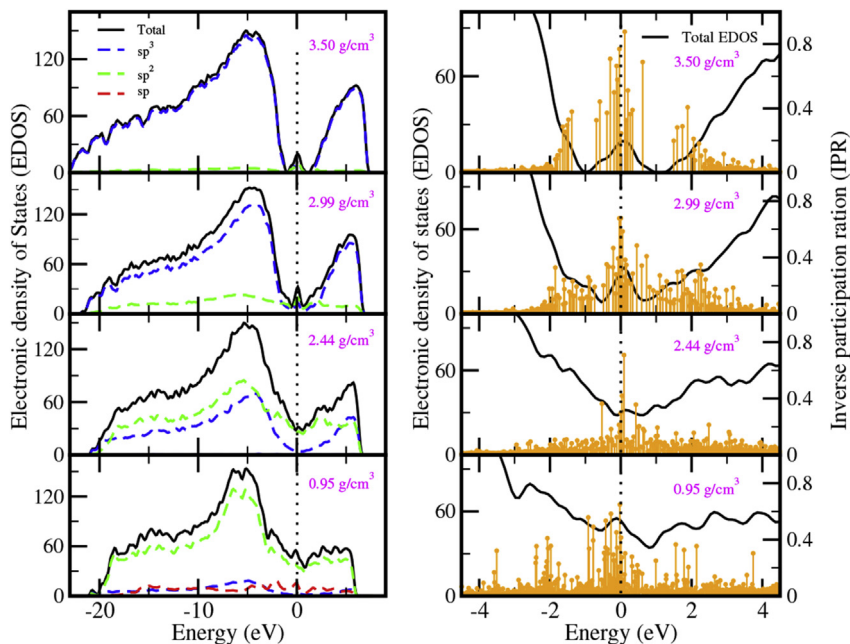 Electronic density of States (EDOS)
150
120
90
60
30
0
Total
sp³
sp²
sp
3.50 g/cm³
120
60
0
2.99 g/cm³
120
60
0
2.44 g/cm³
120
60
0
0.95 g/cm³
-20
-10
0
Energy (eV)
Electronic density of states (EDOS)
Total EDOS
3.50 g/cm³
60
0
0.8
0.4
0
2.99 g/cm³
60
0
0.8
0.4
0
2.44 g/cm³
60
0
0.8
0.4
0
0.95 g/cm³
60
0
0.8
0.4
0
-4
-2
0
2
4
Energy (eV)
Inverse participation ration (IPR)